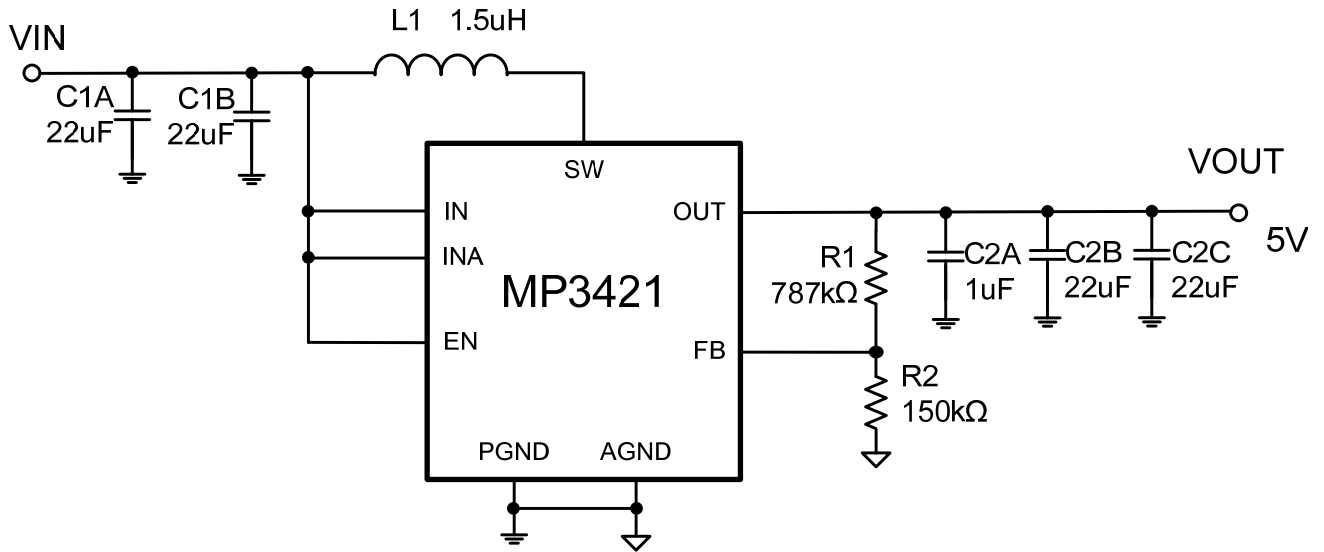 L1 1.5uH
VIN
C1A
22uF
C1B
22uF
SW
VOUT
5V
IN
OUT
INA
MP3421
R1
787kΩ
C2A
1uF
C2B
22uF
C2C
22uF
EN
FB
R2
150kΩ
PGND
AGND